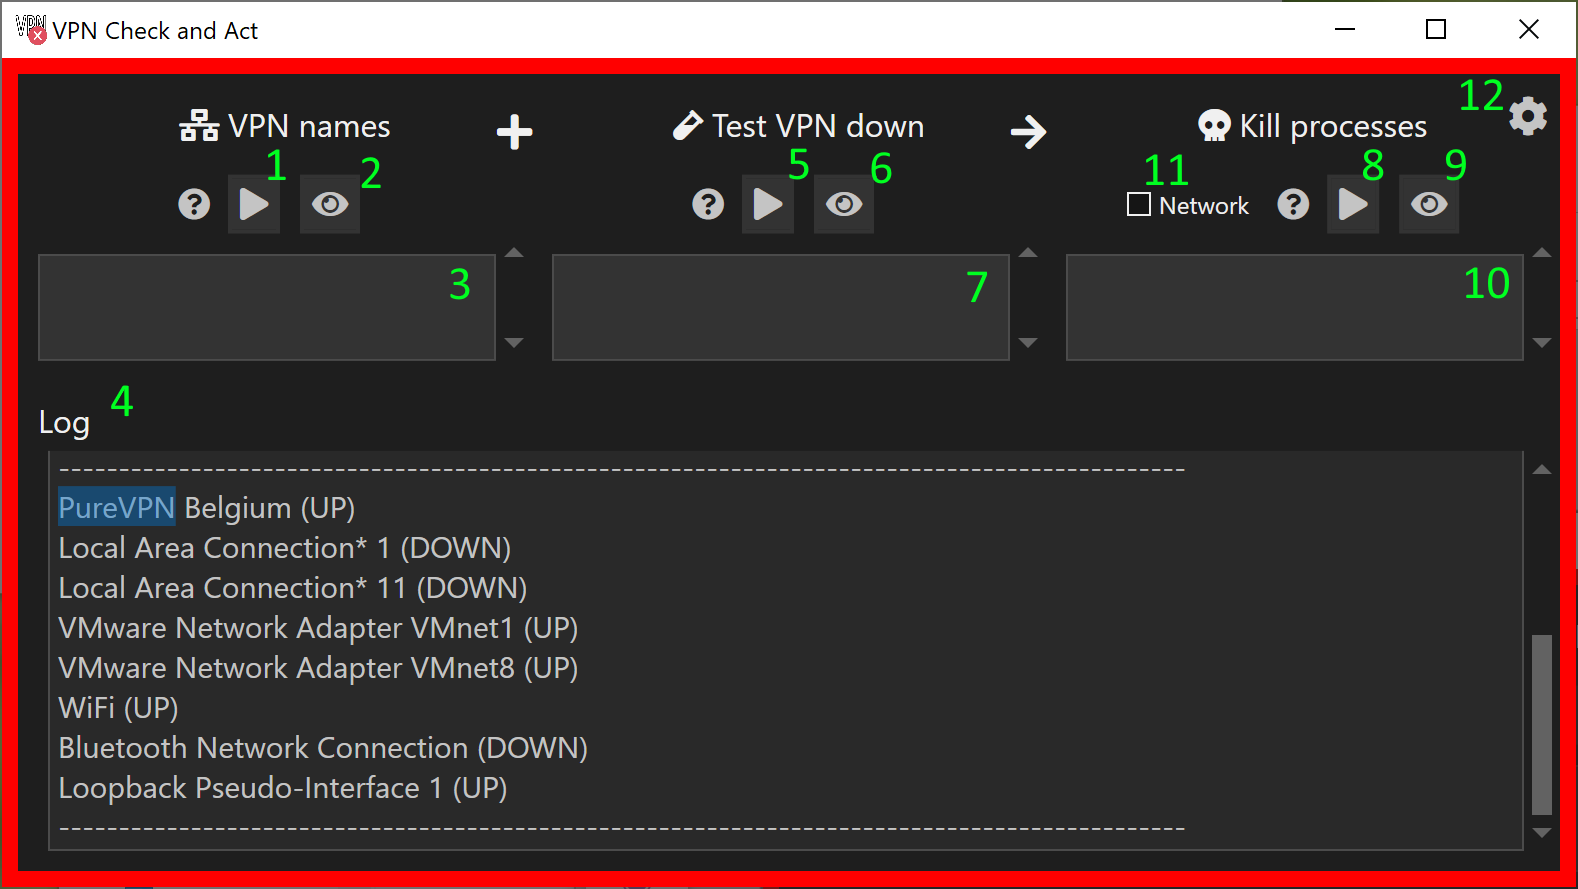 VPN VPN Check and Act
12
VPN names
Test VPN down
Kill processes
1
2
5
6
11
8
9
? ? Network ?
3
7
10
4
Log
----------------------------------------------------------------------------------------------
PureVPN Belgium (UP)
Local Area Connection* 1 (DOWN)
Local Area Connection* 11 (DOWN)
VMware Network Adapter VMnet1 (UP)
VMware Network Adapter VMnet8 (UP)
WiFi (UP)
Bluetooth Network Connection (DOWN)
Loopback Pseudo-Interface 1 (UP)
----------------------------------------------------------------------------------------------